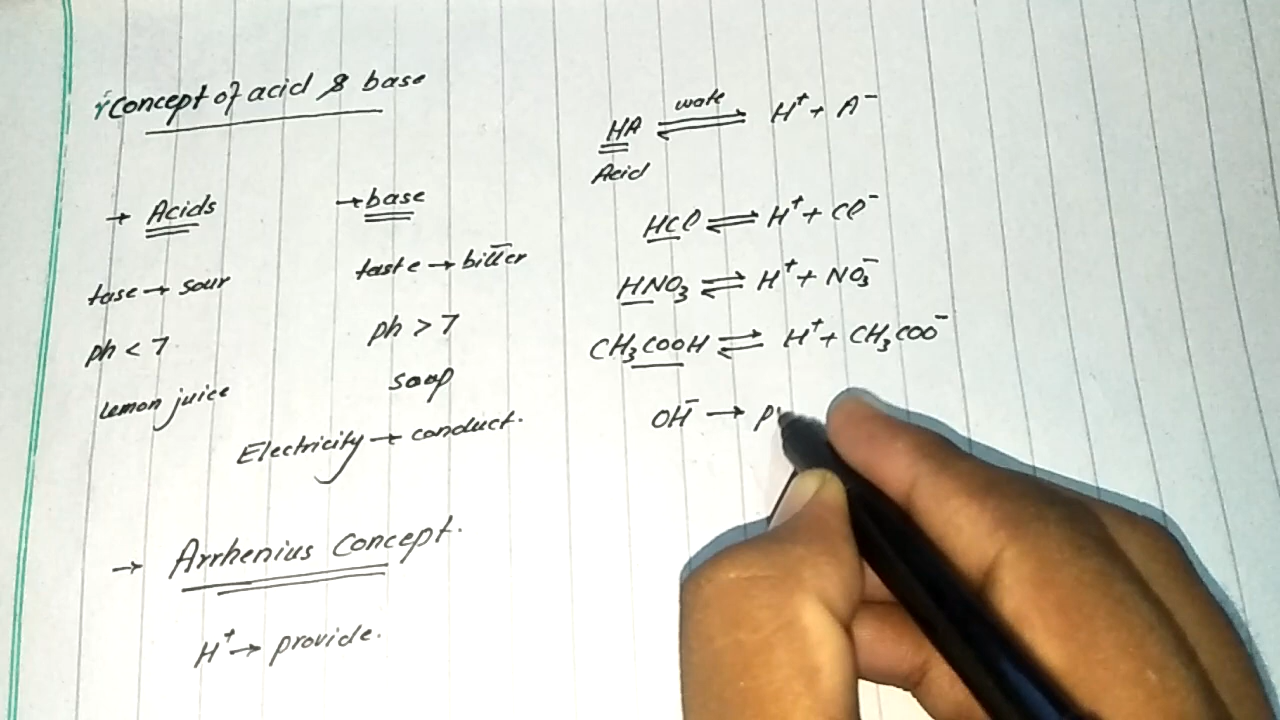 Concept of acid & base
→ Acids
tase → sour
ph < 7
lemon juice
→ base
taste → bitter
ph > 7
soap
Electricity → conduct.
→ Arrhenius Concept.
H⁺ → provide.
HA ⇌ H⁺ + A⁻
wate
Acid
HCl ⇌ H⁺ + Cl⁻
HNO₃ ⇌ H⁺ + NO₃⁻
CH₃COOH ⇌ H⁺ + CH₃COO⁻
OH⁻ → p